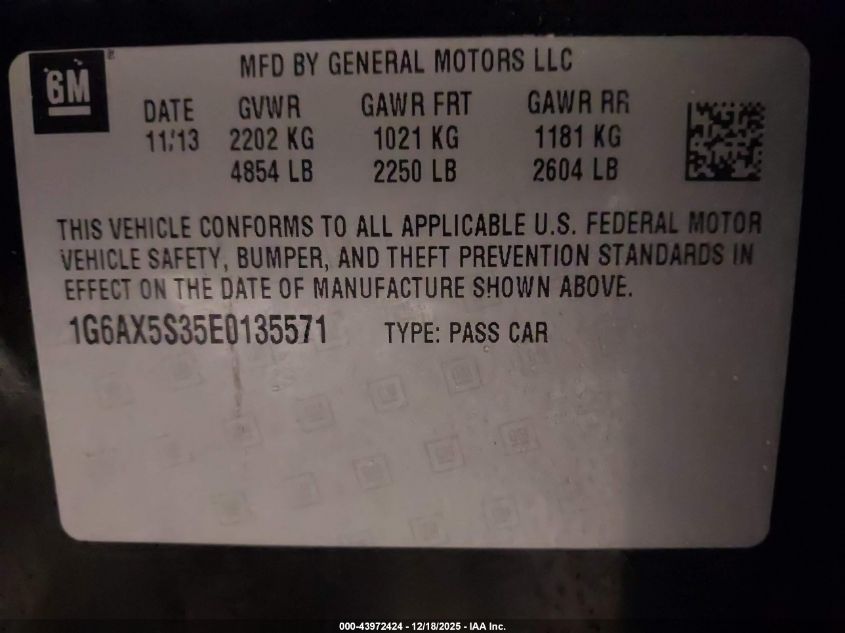 GM
MFD BY GENERAL MOTORS LLC
DATE GVWR GAWR FRT GAWR RR
11/13 2202 KG 1021 KG 1181 KG
4854 LB 2250 LB 2604 LB
THIS VEHICLE CONFORMS TO ALL APPLICABLE U.S. FEDERAL MOTOR
VEHICLE SAFETY, BUMPER, AND THEFT PREVENTION STANDARDS IN
EFFECT ON THE DATE OF MANUFACTURE SHOWN ABOVE.
1G6AX5S35E0135571 TYPE: PASS CAR
000-43972424 - 12/18/2025 - IAA Inc.